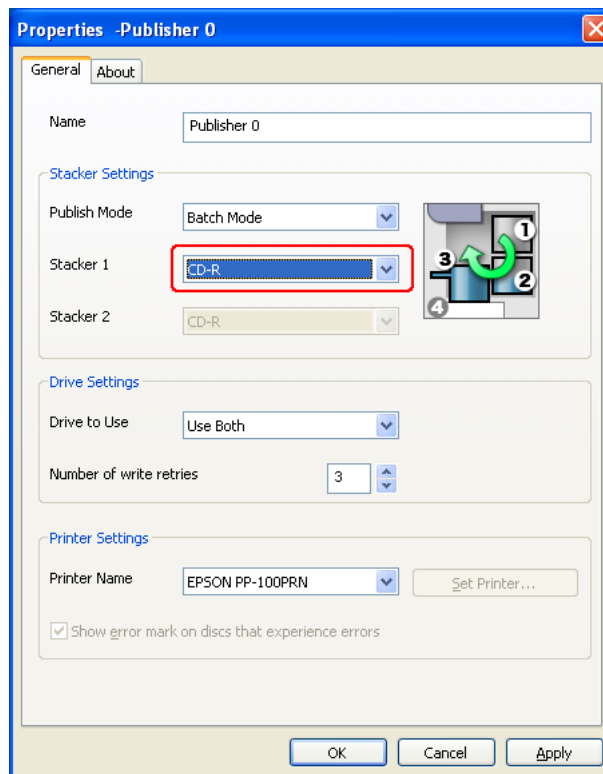 Properties -Publisher 0
General About
Name Publisher 0
Stacker Settings
Publish Mode Batch Mode
1
Stacker 1 CD-R
3
2
Stacker 2 CD-R
4
Drive Settings
Drive to Use Use Both
Number of write retries 3
Printer Settings
Printer Name EPSON PP-100PRN Set Printer...
Show error mark on discs that experience errors
OK Cancel Apply